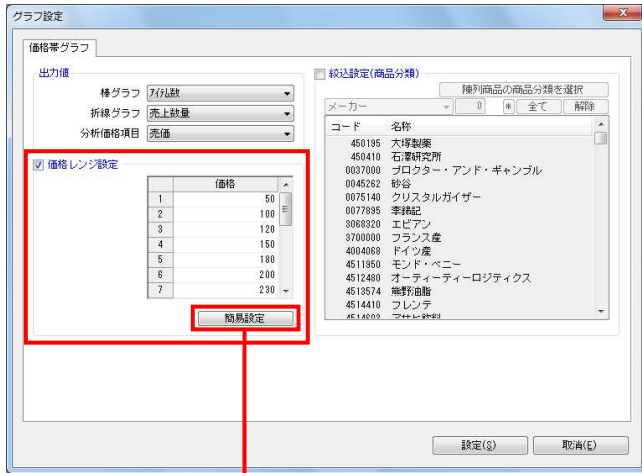 グラフ設定
価格帯グラフ
出力値
棒グラフ ｱｲﾃﾑ数
折線グラフ 売上数量
分析価格項目 売価
価格レンジ設定
価格
1 50
2 100
3 120
4 150
5 180
6 200
7 230
簡易設定
絞込設定(商品分類)
陳列商品の商品分類を選択
メーカー 0 * 全て 解除
コード 名称
450195 大塚製薬
450410 石澤研究所
0037000 プロクター・アンド・ギャンブル
0045262 砂谷
0075140 クリスタルガイザー
0077895 李錦記
3068320 エビアン
3700000 フランス産
4004068 ドイツ産
4511950 モンド・ベニー
4512480 オーティーティーロジティクス
4513574 熊野油脂
4514410 フレンテ
4514603 アサヒ飲料
設定(S) 取消(E)